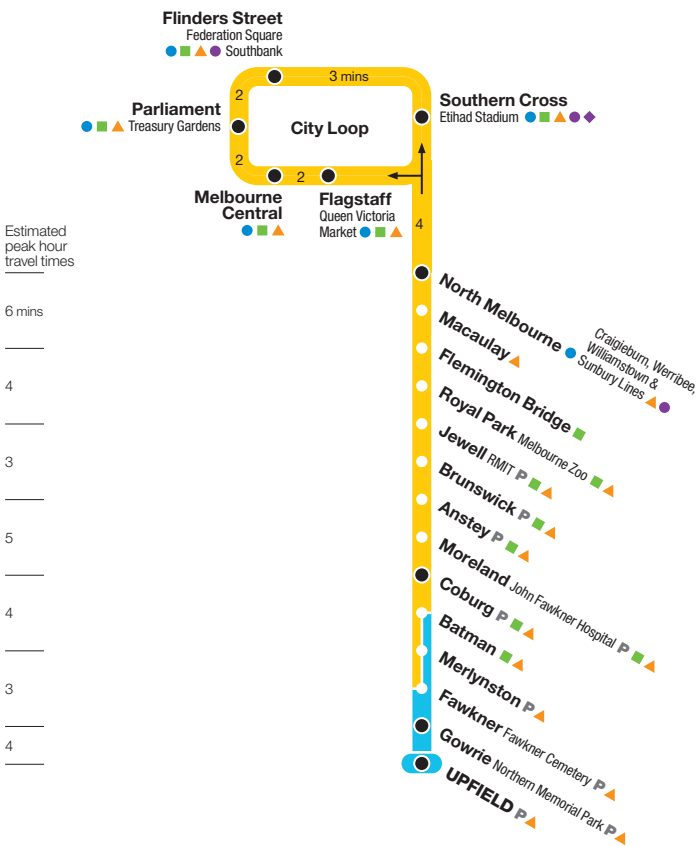 Flinders Street
Federation Square
Southbank
3 mins
2
Parliament
Treasury Gardens
City Loop
Southern Cross
Etihad Stadium
2
2
Melbourne
Central
Flagstaff
Queen Victoria
Market
4
Estimated
peak hour
travel times
6 mins
4
3
5
4
3
4
North Melbourne
Craigieburn, Werribee,
Williamstown &
Sunbury Lines
Macaulay
Flemington Bridge
Royal Park Melbourne Zoo
Jewell RMIT P
Brunswick P
Anstey P
Moreland John Fawkner Hospital P
Coburg P
Batman
Merlynston P
Fawkner Fawkner Cemetery P
Gowrie Northern Memorial Park P
UPFIELD P